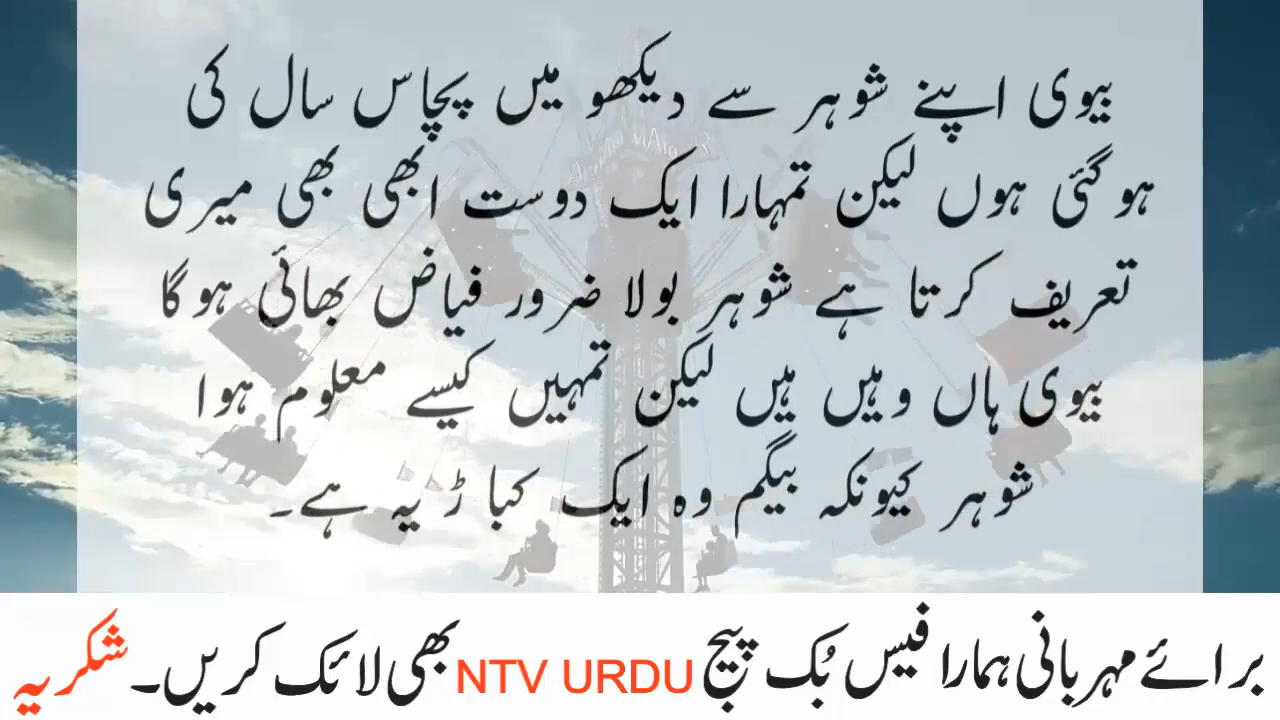 بیوی اپنے شوہر سے دیکھو میں پچاس سال کی
ہوگئی ہوں لیکن تمہارا ایک دوست ابھی بھی میری
تعریف کرتا ہے شوہر بولا ضرور فیاض بھائی ہوگا
بیوی ہاں وہیں ہیں لیکن تمہیں کیسے معلوم ہوا
شوہر کیونکہ بیگم وہ ایک کباڑیہ ہے۔
برائے مہربانی ہمارا فیس بُک پیج NTV URDU بھی لائک کریں۔ شکریہ